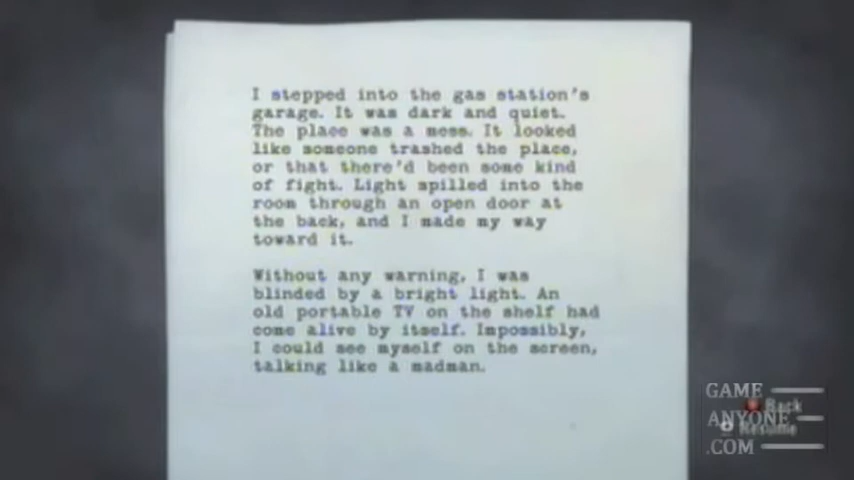 I stepped into the gas station's
garage. It was dark and quiet.
The place was a mess. It looked
like someone trashed the place,
or that there'd been some kind
of fight. Light spilled into the
room through an open door at
the back, and I made my way
toward it.
Without any warning, I was
blinded by a bright light. An
old portable TV on the shelf had
come alive by itself. Impossibly,
I could see myself on the screen,
talking like a madman.
GAME
ANYONE
.COM
Back
Resume